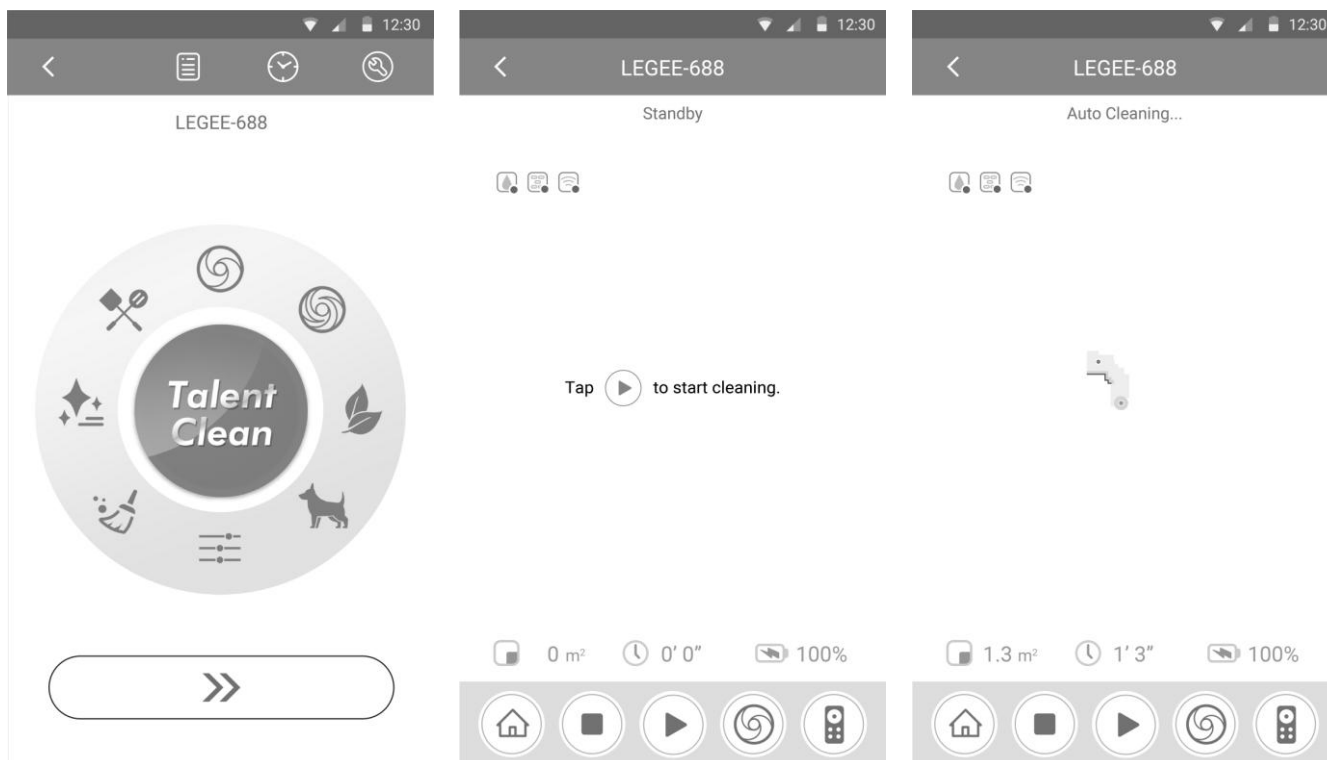 12:30
LEGEE-688
Talent
Clean
12:30
LEGEE-688
Standby
Tap to start cleaning.
0 m² 0′ 0″ 100%
12:30
LEGEE-688
Auto Cleaning...
1.3 m² 1′ 3″ 100%